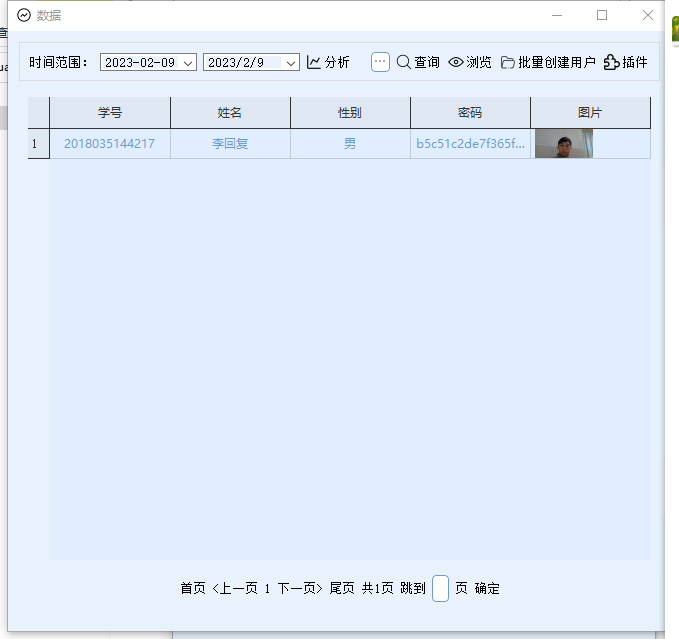 数据
时间范围： 2023-02-09 2023/2/9 分析 ... 查询 浏览 批量创建用户 插件
学号 姓名 性别 密码 图片
1 2018035144217 李回复 男 b5c51c2de7f365f...
首页 <上一页 1 下一页> 尾页 共1页 跳到 页 确定